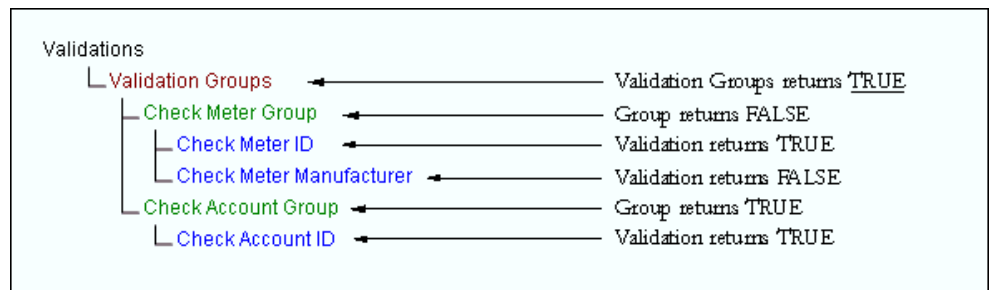 Validations
Validation Groups Validation Groups returns TRUE
Check Meter Group Group returns FALSE
Check Meter ID Validation returns TRUE
Check Meter Manufacturer Validation returns FALSE
Check Account Group Group returns TRUE
Check Account ID Validation returns TRUE